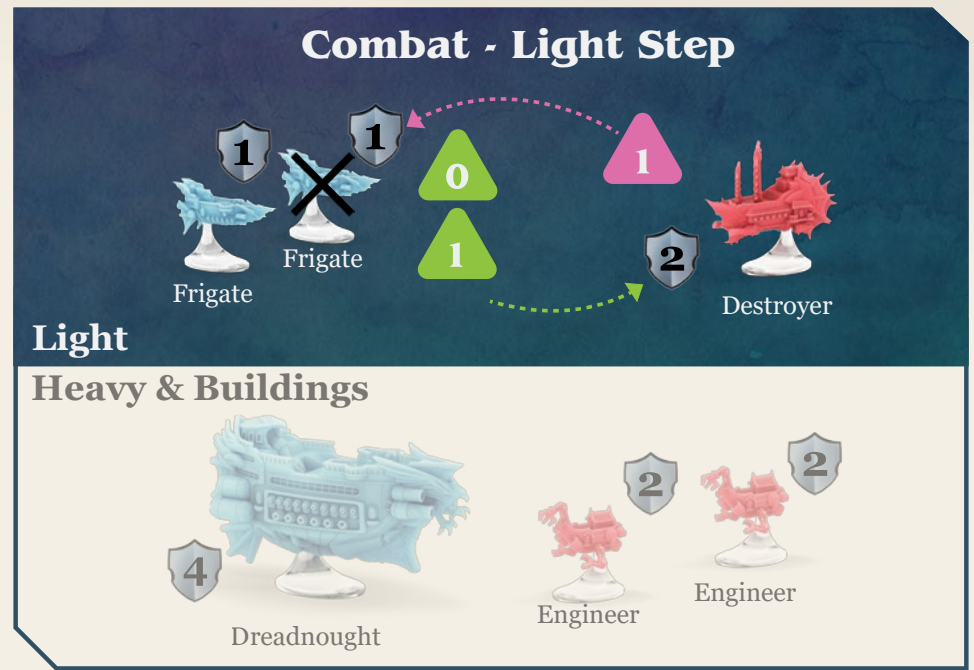 Combat - Light Step
1
1
0
1
1
2
Frigate
Frigate
Destroyer
Light
Heavy & Buildings
2
2
4
Engineer
Engineer
Dreadnought